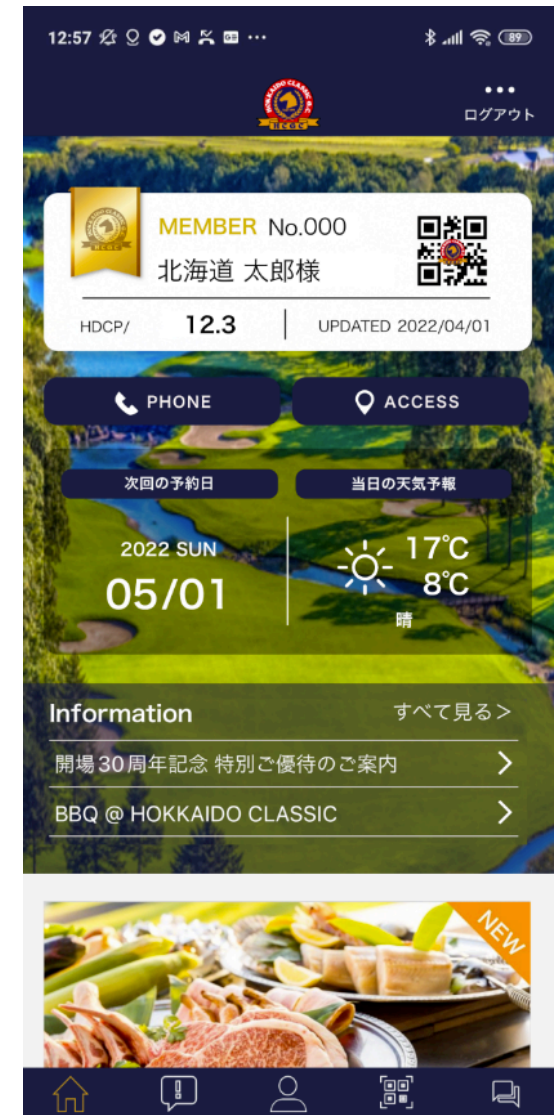 12:57
89
HOKKAIDO CLASSIC G.C.
H C G C
ログアウト
MEMBER No.000
北海道 太郎様
HDCP/ 12.3 UPDATED 2022/04/01
PHONE ACCESS
次回の予約日 当日の天気予報
2022 SUN
05/01
17℃
8℃
晴
Information すべて見る>
開場30周年記念 特別ご優待のご案内
BBQ @ HOKKAIDO CLASSIC
NEW